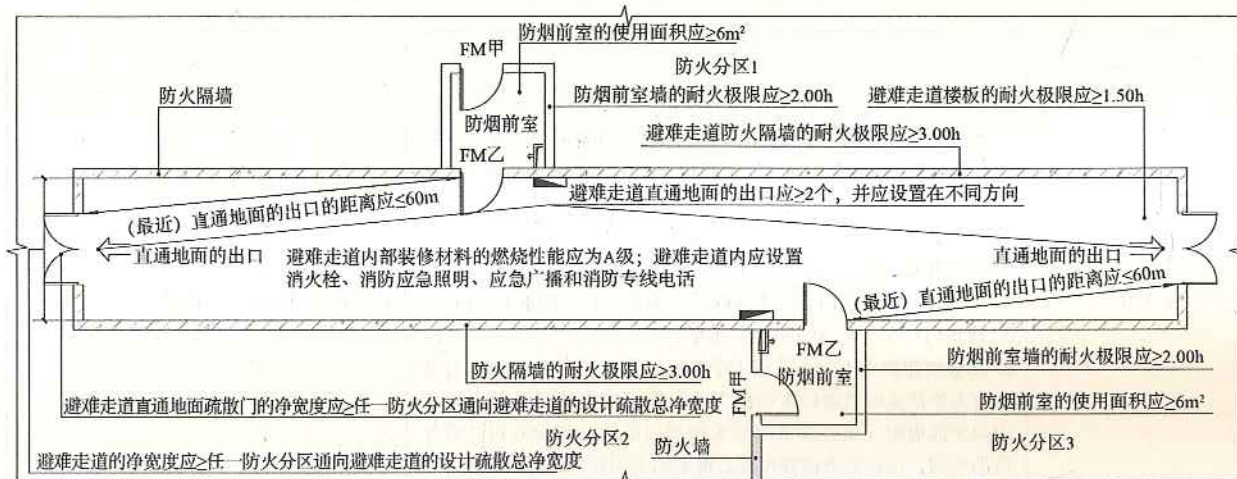 防烟前室的使用面积应≥6m²
FM甲
防火分区1
防火隔墙
防烟前室墙的耐火极限应≥2.00h
避难走道楼板的耐火极限应≥1.50h
防烟前室
避难走道防火隔墙的耐火极限应≥3.00h
FM乙
避难走道直通地面的出口应≥2个，并应设置在不同方向
(最近) 直通地面的出口的距离应≤60m
直通地面的出口
避难走道内部装修材料的燃烧性能应为A级；避难走道内应设置
消火栓、消防应急照明、应急广播和消防专线电话
直通地面的出口
(最近) 直通地面的出口的距离应≤60m
FM乙
防烟前室墙的耐火极限应≥2.00h
防火隔墙的耐火极限应≥3.00h
FM甲
防烟前室
避难走道直通地面疏散门的净宽度应≥任一防火分区通向避难走道的设计疏散总净宽度
防烟前室的使用面积应≥6m²
防火分区2
防火墙
防火分区3
避难走道的净宽度应≥任一防火分区通向避难走道的设计疏散总净宽度